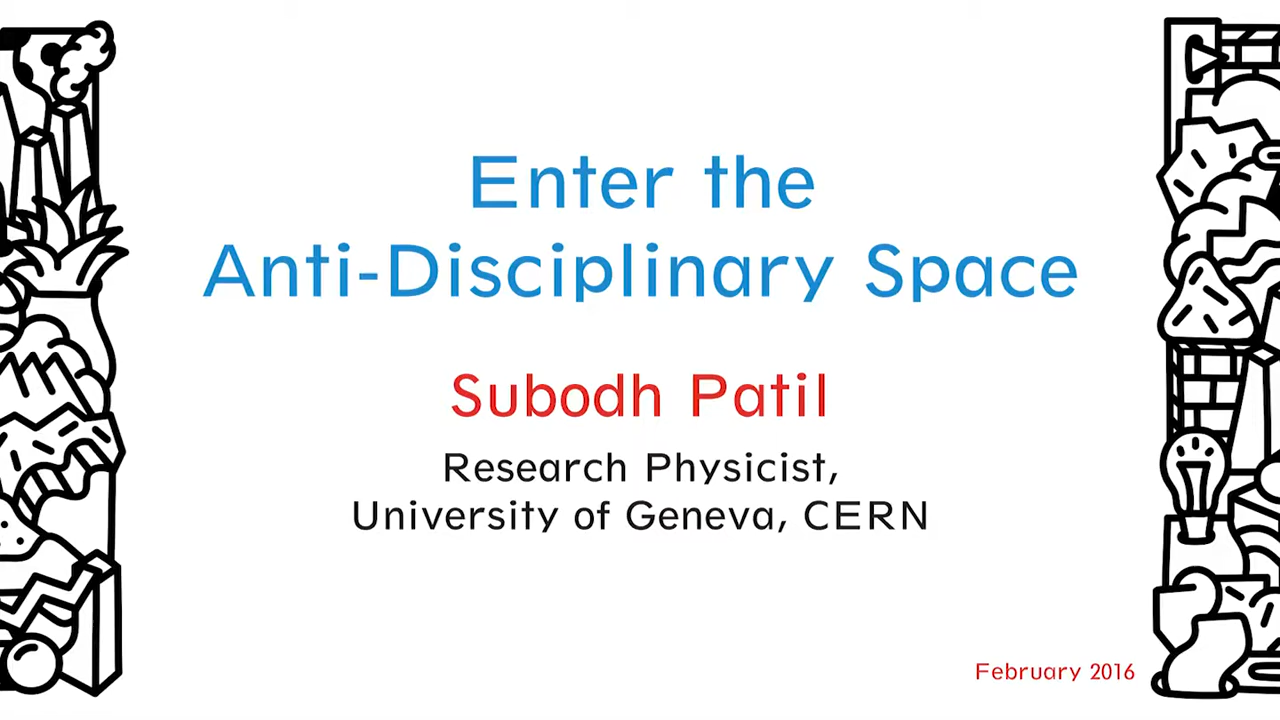 Enter the
Anti-Disciplinary Space
Subodh Patil
Research Physicist,
University of Geneva, CERN
February 2016